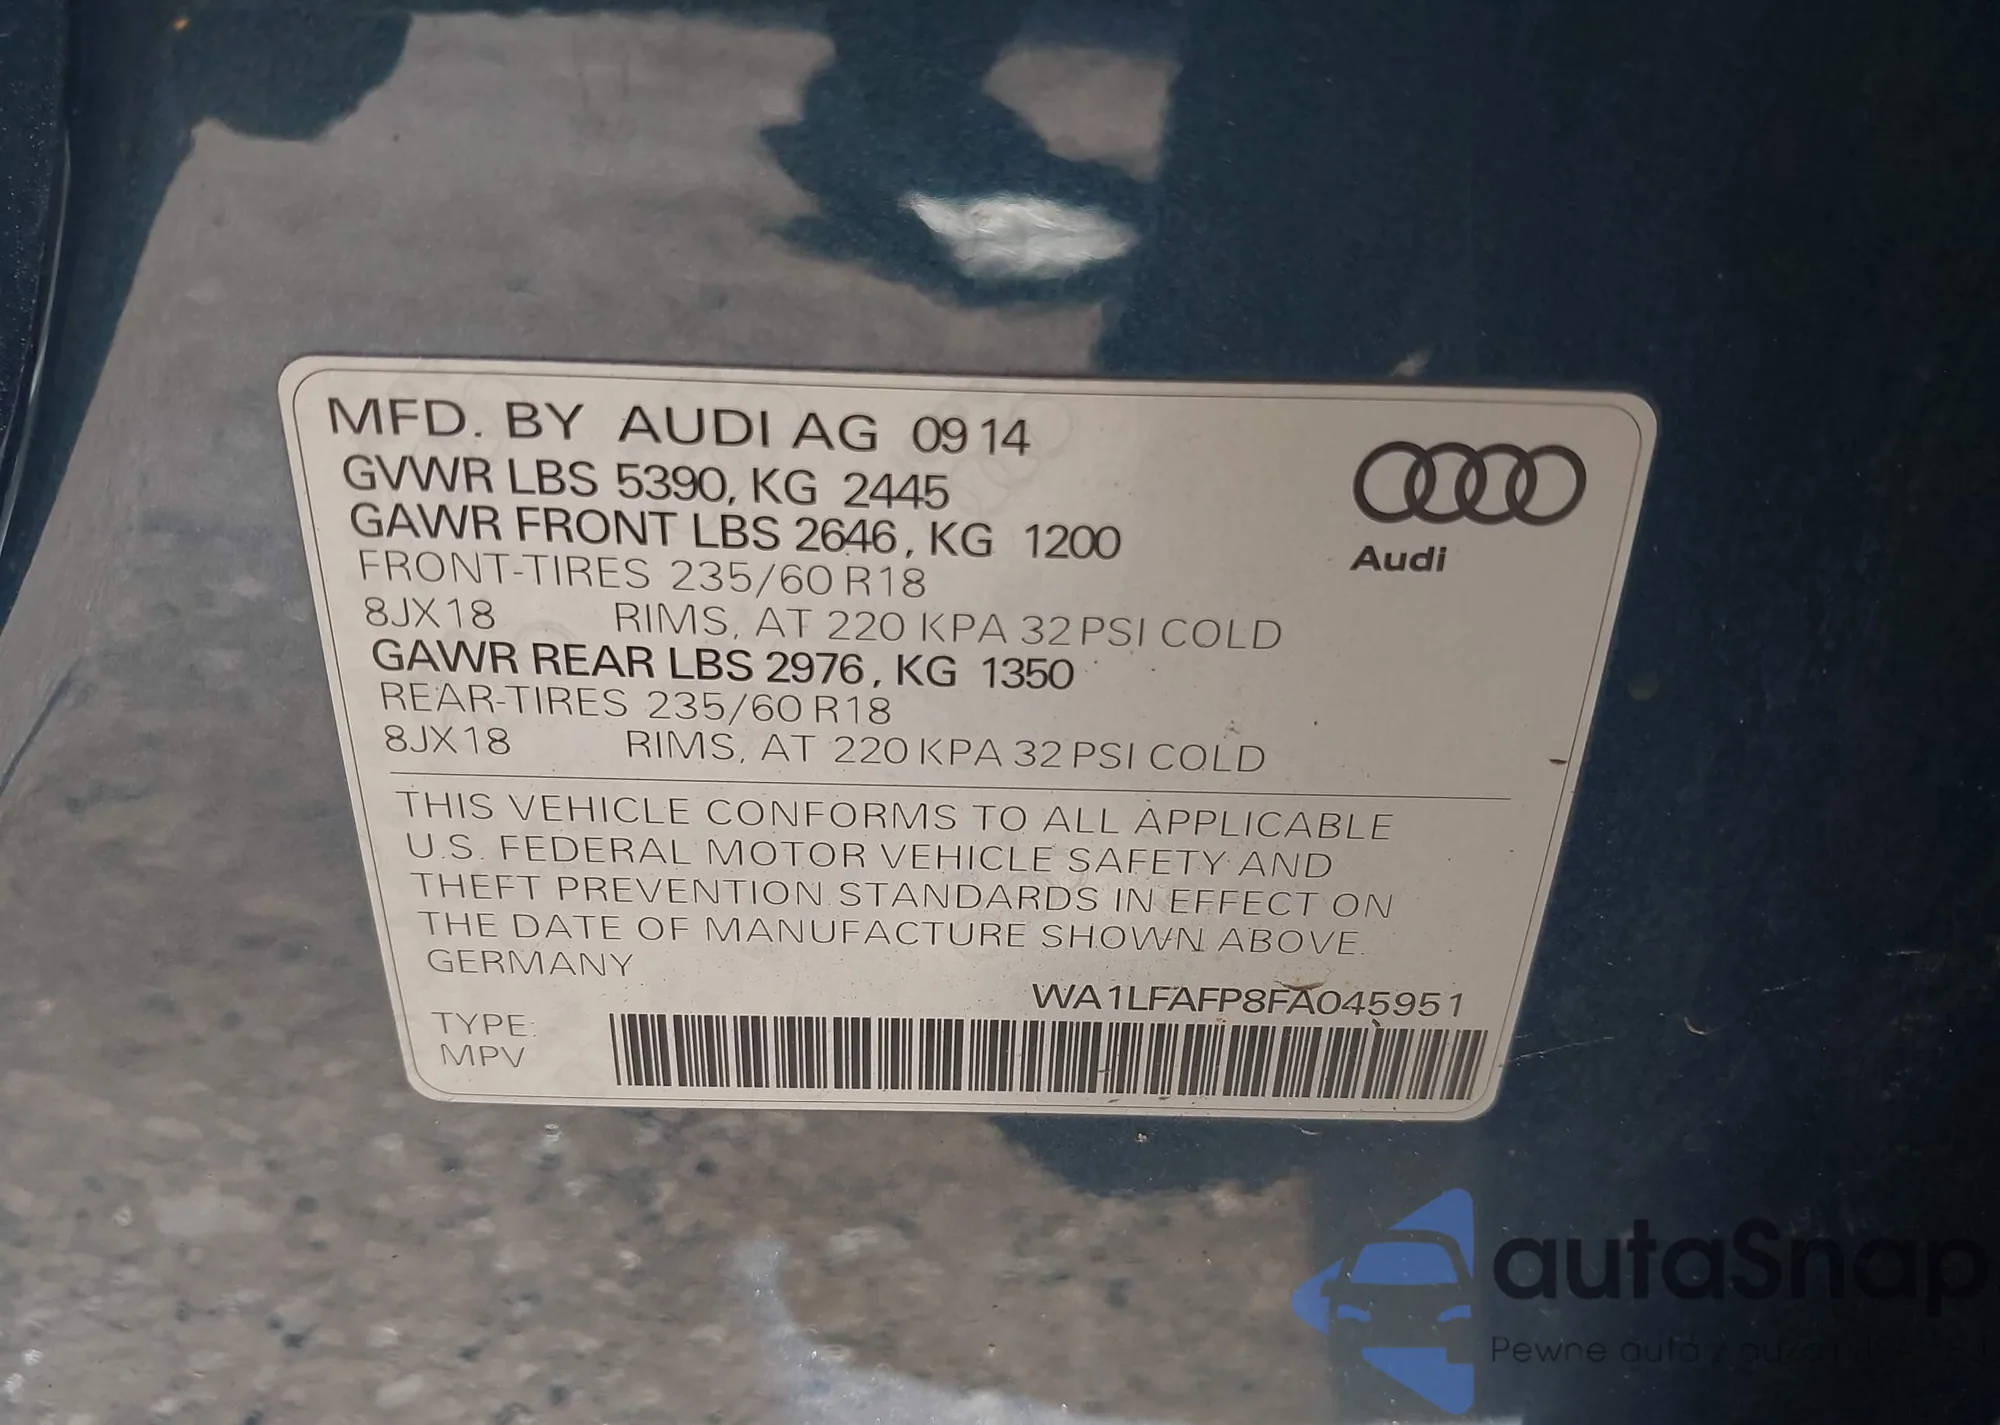 MFD. BY AUDI AG 09 14
GVWR LBS 5390, KG 2445
GAWR FRONT LBS 2646, KG 1200
FRONT-TIRES 235/60 R18
8JX18 RIMS, AT 220 KPA 32 PSI COLD
GAWR REAR LBS 2976, KG 1350
REAR-TIRES 235/60 R18
8JX18 RIMS, AT 220 KPA 32 PSI COLD
Audi
THIS VEHICLE CONFORMS TO ALL APPLICABLE
U.S. FEDERAL MOTOR VEHICLE SAFETY AND
THEFT PREVENTION STANDARDS IN EFFECT ON
THE DATE OF MANUFACTURE SHOWN ABOVE.
GERMANY
WA1LFAFP8FA045951
TYPE:
MPV
autaSnap
Pewne auta z